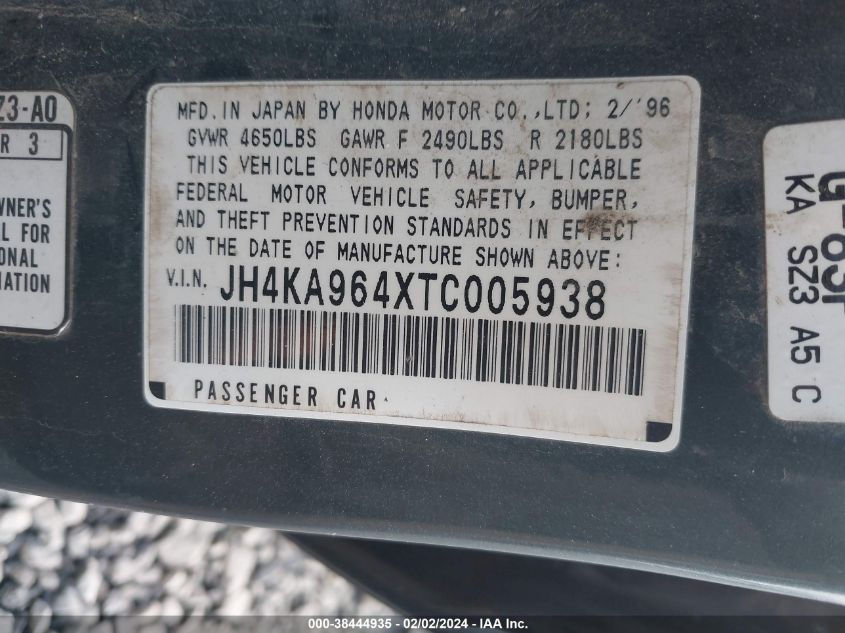 Z3-A0
R 3
WNER'S
L FOR
ONAL
MATION
MFD. IN JAPAN BY HONDA MOTOR CO.,LTD; 2/'96
GVWR 4650LBS GAWR F 2490LBS R 2180LBS
THIS VEHICLE CONFORMS TO ALL APPLICABLE
FEDERAL MOTOR VEHICLE SAFETY, BUMPER,
AND THEFT PREVENTION STANDARDS IN EFFECT
ON THE DATE OF MANUFACTURE SHOWN ABOVE:
V.I.N. JH4KA964XTC005938
PASSENGER CAR
KA SZ3 A5 C
000-38444935 - 02/02/2024 - IAA Inc.